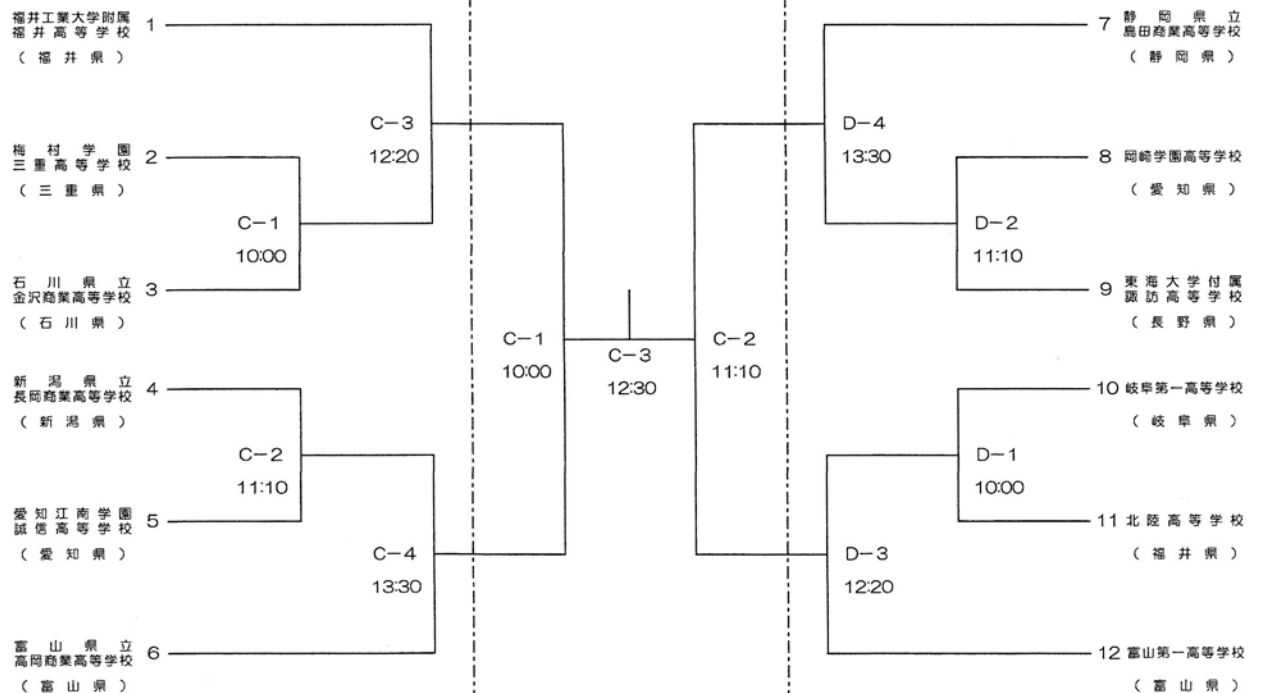 福井工業大学附属
福井高等学校
1
(福井県)
C-3
12:20
梅村学園
三重高等学校
2
(三重県)
C-1
10:00
石川県立
金沢商業高等学校
3
(石川県)
新潟県立
長岡商業高等学校
4
(新潟県)
C-2
11:10
愛知江南学園
誠信高等学校
5
(愛知県)
C-4
13:30
富山県立
高岡商業高等学校
6
(富山県)
C-1
10:00
C-3
12:30
C-2
11:10
7
静岡県立
島田商業高等学校
(静岡県)
D-4
13:30
8 岡崎学園高等学校
(愛知県)
D-2
11:10
9
東海大学付属
諏訪高等学校
(長野県)
10 岐阜第一高等学校
(岐阜県)
D-1
10:00
11 北陸高等学校
(福井県)
D-3
12:20
12 富山第一高等学校
(富山県)